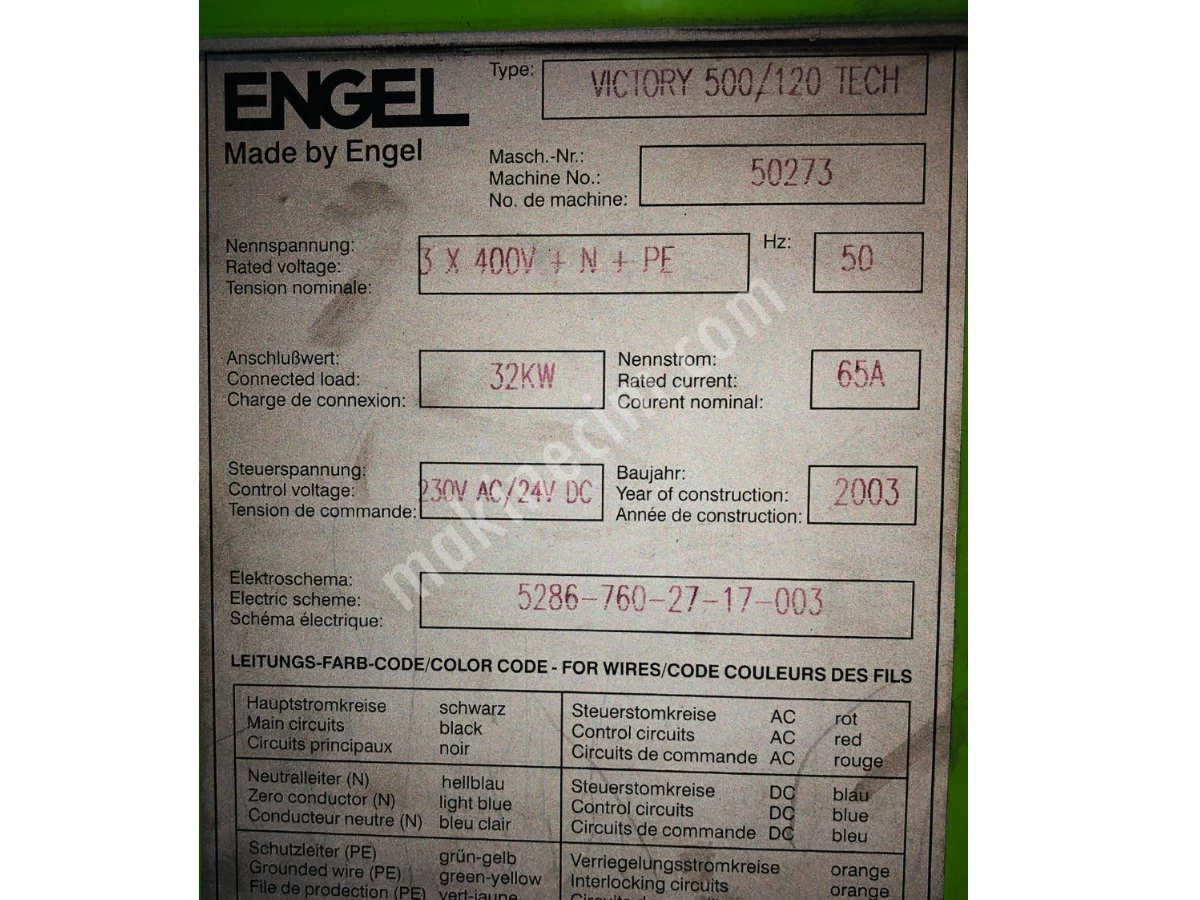 ENGEL
Made by Engel
Type: VICTORY 500/120 TECH
Masch.-Nr.:
Machine No.: 50273
No. de machine:
Nennspannung:
Rated voltage: 3 X 400V + N + PE Hz: 50
Tension nominale:
Anschlußwert: Nennstrom:
Connected load: 32KW Rated current: 65A
Charge de connexion: Courent nominal:
Steuerspannung: Baujahr:
Control voltage: 230V AC/24V DC Year of construction: 2003
Tension de commande: Année de construction:
Elektroschema:
Electric scheme: 5286-760-27-17-003
Schéma électrique:
LEITUNGS-FARB-CODE/COLOR CODE - FOR WIRES/CODE COULEURS DES FILS
Hauptstromkreise schwarz Steuerstomkreise AC rot
Main circuits black Control circuits AC red
Circuits principaux noir Circuits de commande AC rouge
Neutralleiter (N) hellblau Steuerstomkreise DC blau
Zero conductor (N) light blue Control circuits DC blue
Conducteur neutre (N) bleu clair Circuits de commande DC bleu
Schutzleiter (PE) grün-gelb Verriegelungsstromkreise orange
Grounded wire (PE) green-yellow Interlocking circuits orange
File de production (PE) vert-jaune
makinecim.com